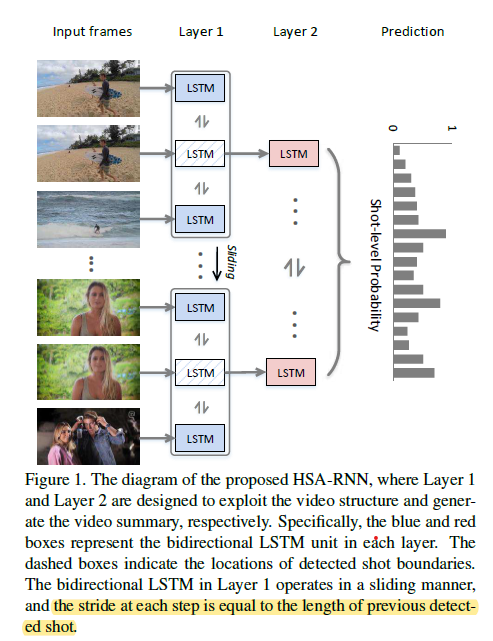 Input frames Layer 1 Layer 2 Prediction
LSTM
LSTM LSTM
LSTM
Sliding
LSTM
LSTM LSTM
LSTM
0 1
Shot-level Probability
Figure 1. The diagram of the proposed HSA-RNN, where Layer 1
and Layer 2 are designed to exploit the video structure and gener-
ate the video summary, respectively. Specifically, the blue and red
boxes represent the bidirectional LSTM unit in each layer. The
dashed boxes indicate the locations of detected shot boundaries.
The bidirectional LSTM in Layer 1 operates in a sliding manner,
and the stride at each step is equal to the length of previous detect-
ed shot.